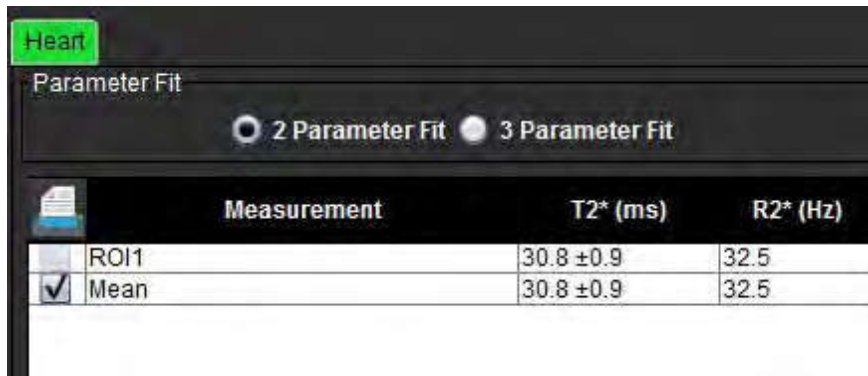 Heart
Parameter Fit
2 Parameter Fit 3 Parameter Fit
Measurement T2* (ms) R2* (Hz)
ROI1 30.8 ±0.9 32.5
Mean 30.8 ±0.9 32.5